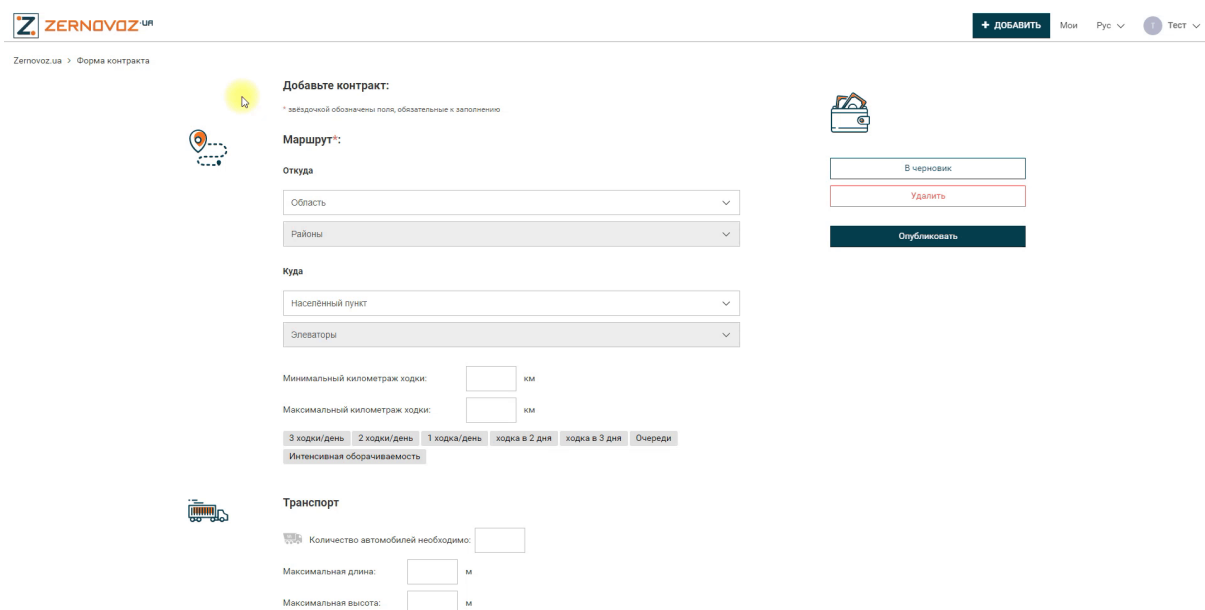 ZERNOVOZ.UA
+ ДОБАВИТЬ Мои Рус Т Тест
Zernovoz.ua > Форма контракта
Добавьте контракт:
* звёздочкой обозначены поля, обязательные к заполнению
Маршрут*:
Откуда
Область
Районы
Куда
Населённый пункт
Элеваторы
Минимальный километраж ходки: км
Максимальный километраж ходки: км
3 ходки/день 2 ходки/день 1 ходка/день ходка в 2 дня ходка в 3 дня Очереди
Интенсивная оборачиваемость
Транспорт
Количество автомобилей необходимо:
Максимальная длина: м
Максимальная высота: м
В черновик
Удалить
Опубликовать